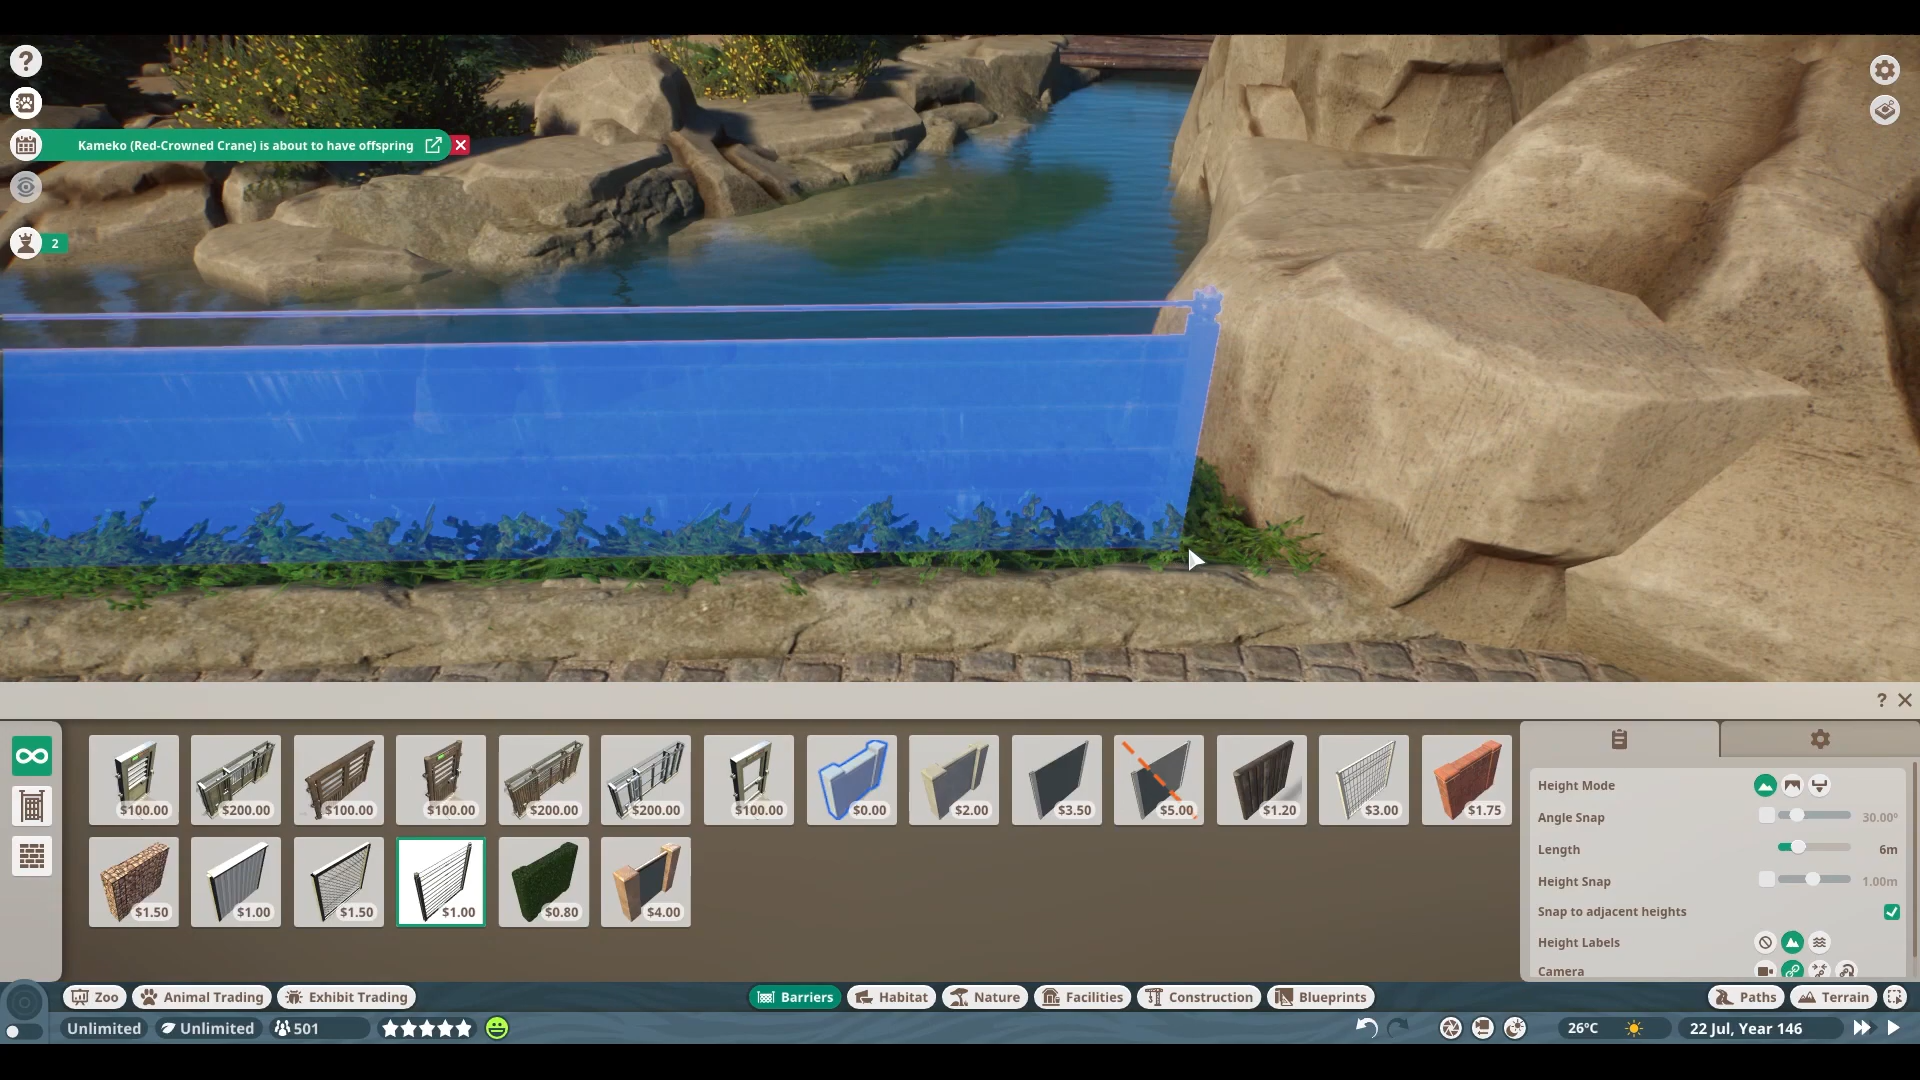 ?
Kameko (Red-Crowned Crane) is about to have offspring
2
?
$100.00 $200.00 $100.00 $100.00 $200.00 $200.00 $100.00 $0.00 $2.00 $3.50 $5.00 $1.20 $3.00 $1.75
$1.50 $1.00 $1.50 $1.00 $0.80 $4.00
Height Mode
Angle Snap 30.00°
Length 6m
Height Snap 1.00m
Snap to adjacent heights
Height Labels
Camera
Zoo Animal Trading Exhibit Trading Barriers Habitat Nature Facilities Construction Blueprints Paths Terrain
Unlimited Unlimited 501 26°C 22 Jul, Year 146